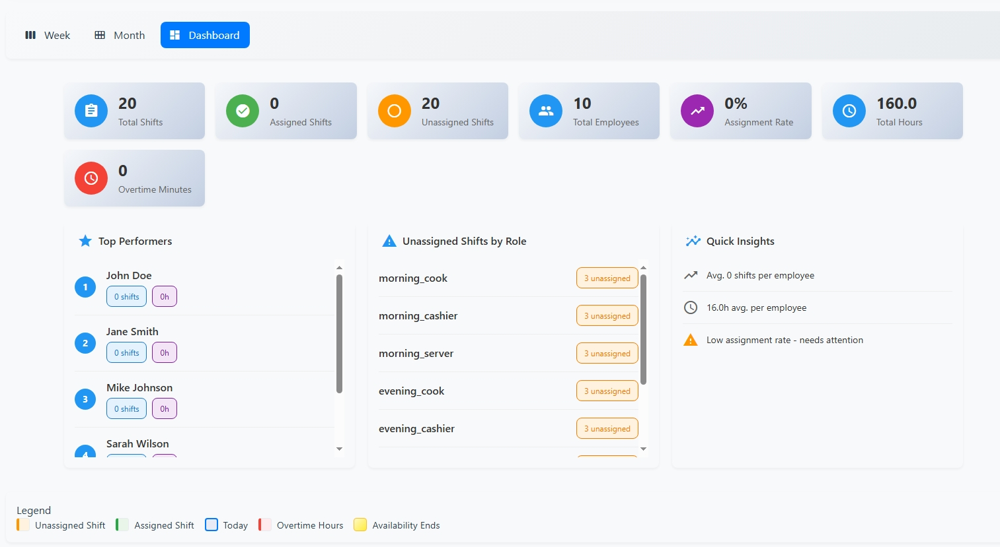 Week
Month
Dashboard
20
Total Shifts
0
Assigned Shifts
20
Unassigned Shifts
10
Total Employees
0%
Assignment Rate
160.0
Total Hours
0
Overtime Minutes
Top Performers
1
John Doe
0 shifts
0h
2
Jane Smith
0 shifts
0h
3
Mike Johnson
0 shifts
0h
4
Sarah Wilson
Unassigned Shifts by Role
morning_cook
3 unassigned
morning_cashier
3 unassigned
morning_server
3 unassigned
evening_cook
3 unassigned
evening_cashier
3 unassigned
Quick Insights
Avg. 0 shifts per employee
16.0h avg. per employee
Low assignment rate - needs attention
Legend
Unassigned Shift
Assigned Shift
Today
Overtime Hours
Availability Ends